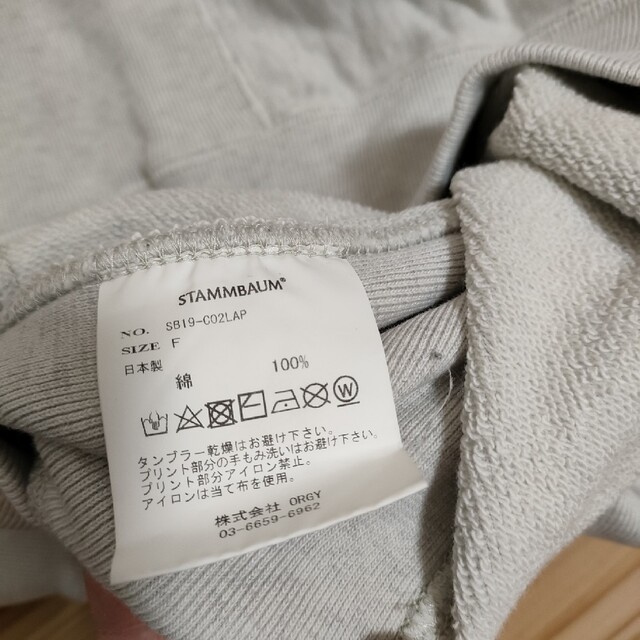 STAMMBAUM®
NO. SB19-C02LAP
SIZE F
日本製
綿 100%
W
タンブラー乾燥はお避け下さい。
プリント部分の手もみ洗いはお避け下さい。
プリント部分アイロン禁止。
アイロンは当て布を使用。
株式会社 ORGY
03-6659-6962